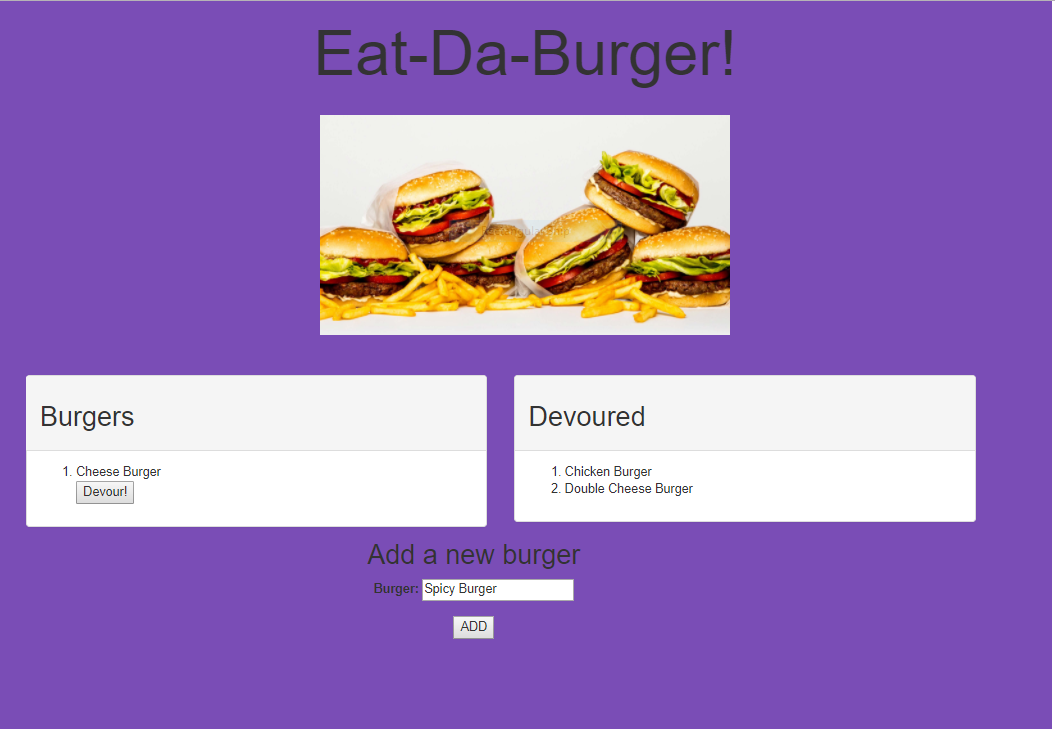 Eat-Da-Burger!
Burgers
1. Cheese Burger
Devour!
Devoured
1. Chicken Burger
2. Double Cheese Burger
Add a new burger
Burger: Spicy Burger
ADD